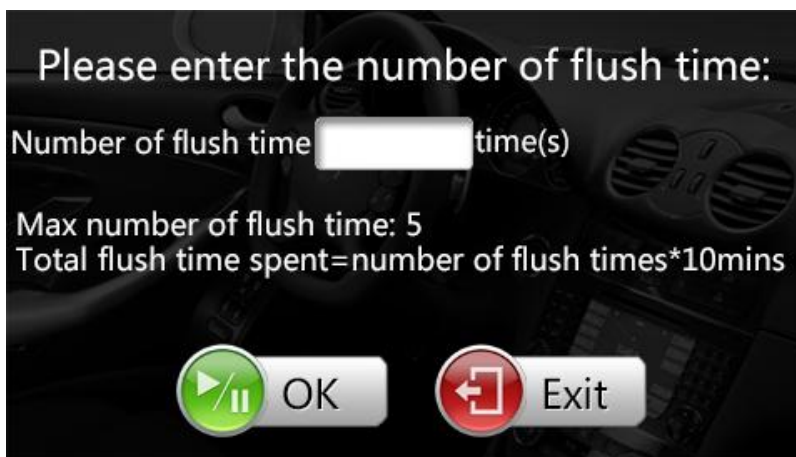 Please enter the number of flush time:
Number of flush time time(s)
Max number of flush time: 5
Total flush time spent=number of flush times*10mins
OK Exit